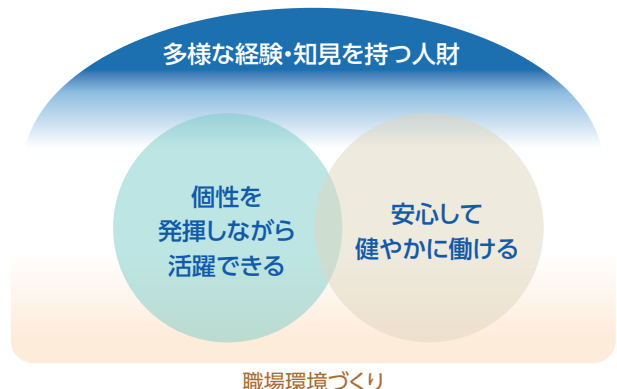 多様な経験・知見を持つ人財
個性を
発揮しながら
活躍できる
安心して
健やかに働ける
職場環境づくり